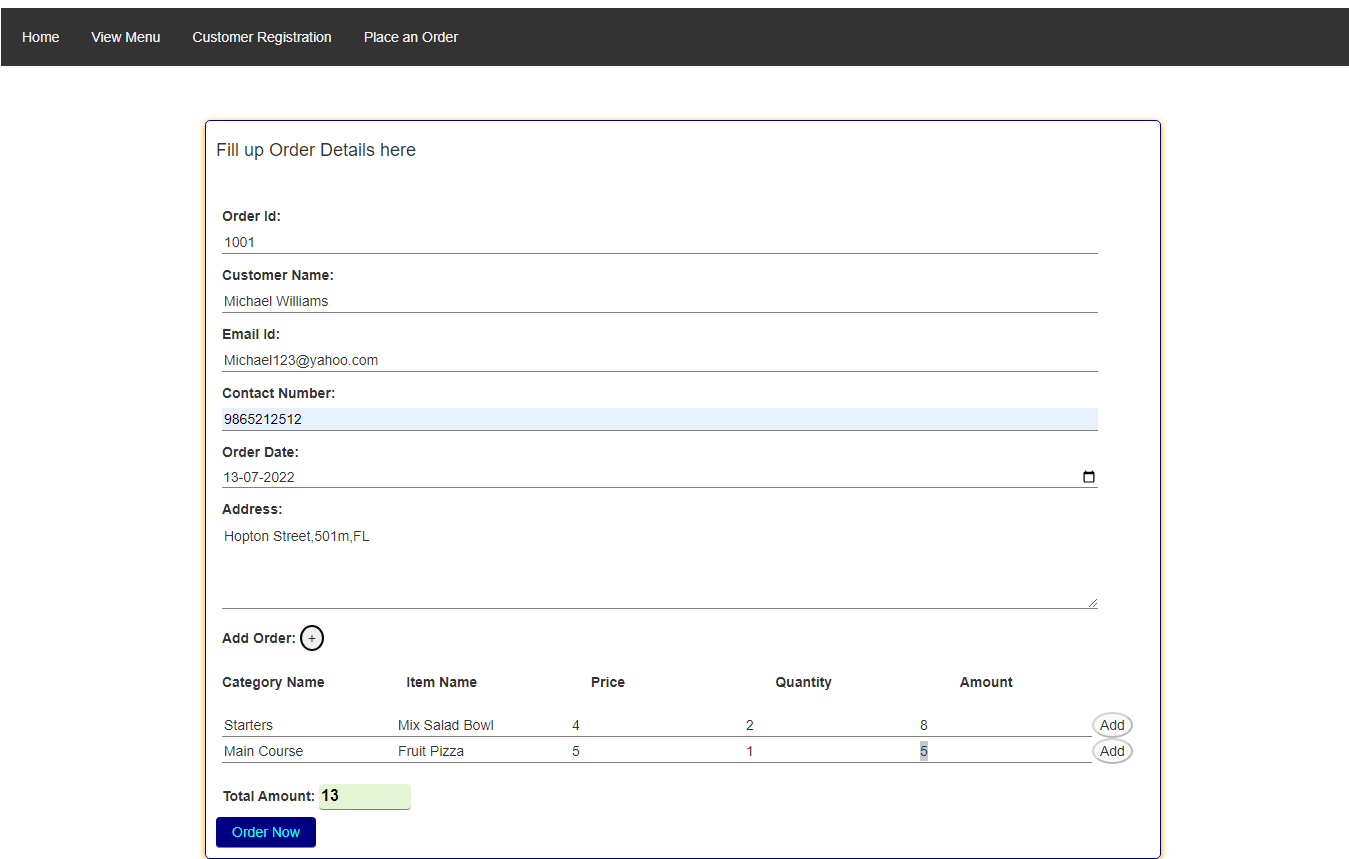 Home View Menu Customer Registration Place an Order
Fill up Order Details here
Order Id:
1001
Customer Name:
Michael Williams
Email Id:
Michael123@yahoo.com
Contact Number:
9865212512
Order Date:
13-07-2022
Address:
Hopton Street,501m,FL
Add Order: +
Category Name Item Name Price Quantity Amount
Starters Mix Salad Bowl 4 2 8 Add
Main Course Fruit Pizza 5 1 5 Add
Total Amount: 13
Order Now